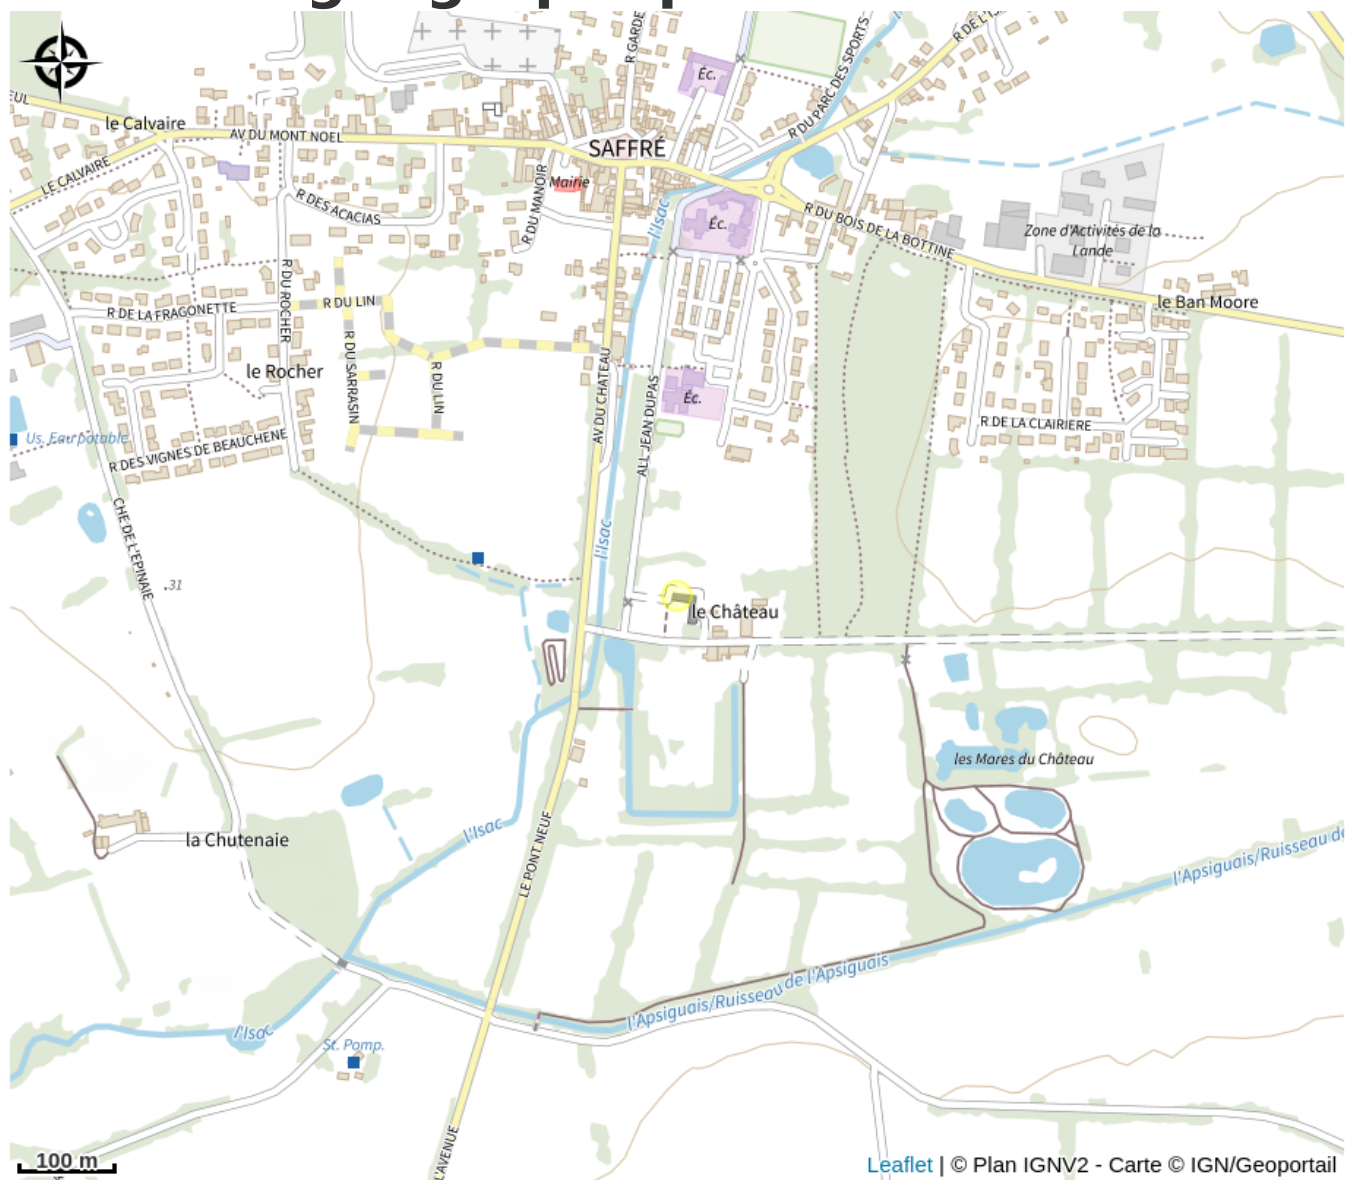 EUL
le Calvaire
AV DU MONT NOEL
LE CALVAIRE
R DES ACACIAS
R DU MANOIR
Mairie
SAFFRÉ
R GARDE
Éc.
R DU PARC DES SPORTS
l'Isac
Éc.
R DU BOIS DE LA BOTTINE
Zone d'Activités de la
Lande
le Ban Moore
R DE LA FRAGONETTE
R DU ROCHER
R DU LIN
R DU SARRASIN
R DU LIN
le Rocher
AV DU CHATEAU
ALL JEAN DUPAS
Éc.
R DE LA CLAIRIERE
Us. Eau potable
R DES VIGNES DE BEAUCHENE
CHE DE L'EPINAIE
l'Isac
.31
le Château
les Mares du Château
la Chutenaie
l'Isac
LE PONT NEUF
l'Apsiguais/Ruisseau de
l'Apsiguais/Ruisseau de l'Apsiguais
l'Isac
St. Pomp.
L'AVENUE
100 m
Leaflet | © Plan IGNV2 - Carte © IGN/Geoportail